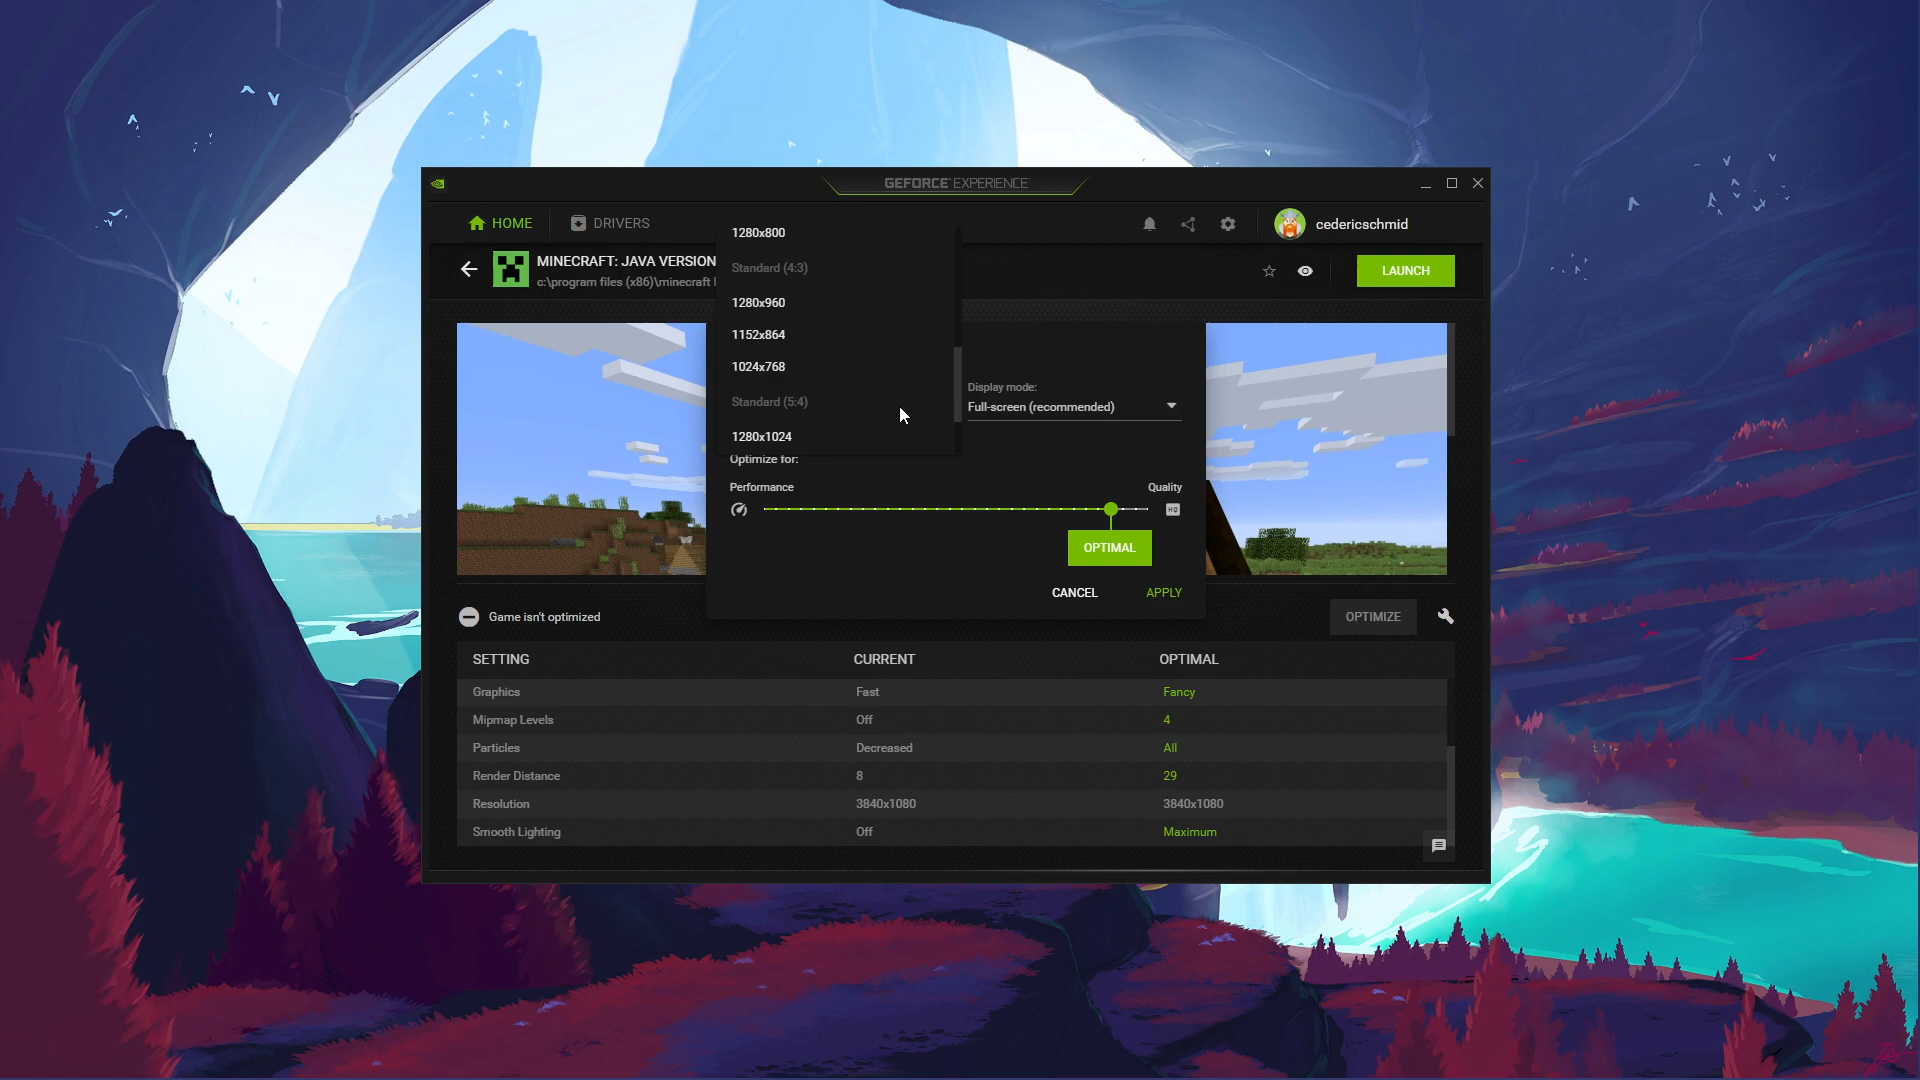 GEFORCE EXPERIENCE
HOME
DRIVERS
cedericschmid
MINECRAFT: JAVA VERSION
c:\program files (x86)\minecraft l
LAUNCH
1280x800
Standard (4:3)
1280x960
1152x864
1024x768
Standard (5:4)
1280x1024
Display mode:
Full-screen (recommended)
Optimize for:
Performance
Quality
HQ
OPTIMAL
CANCEL
APPLY
Game isn't optimized
OPTIMIZE
SETTING CURRENT OPTIMAL
Graphics Fast Fancy
Mipmap Levels Off 4
Particles Decreased All
Render Distance 8 29
Resolution 3840x1080 3840x1080
Smooth Lighting Off Maximum